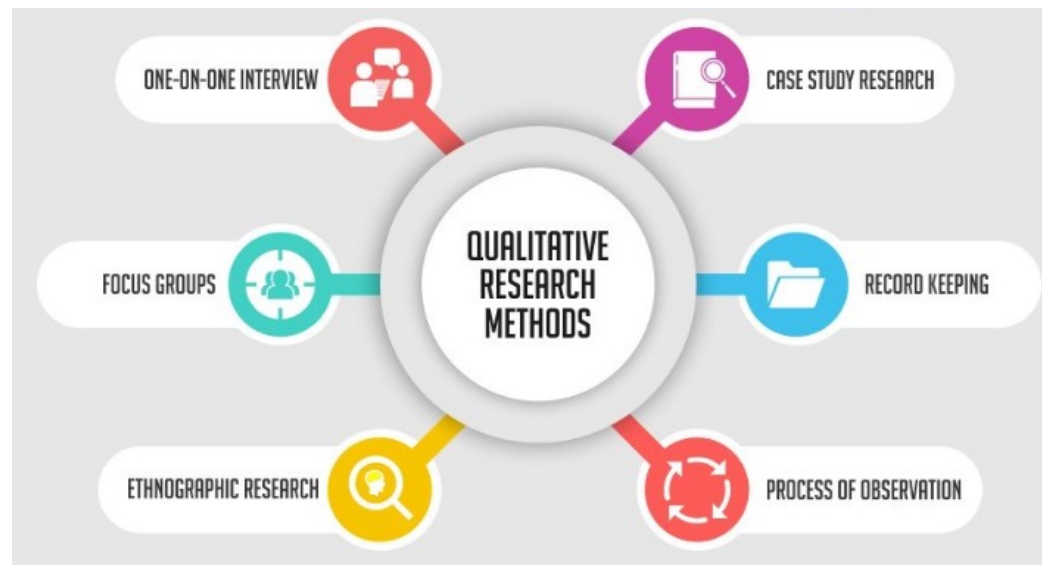 ONE-ON-ONE INTERVIEW
CASE STUDY RESEARCH
FOCUS GROUPS
QUALITATIVE
RESEARCH
METHODS
RECORD KEEPING
ETHNOGRAPHIC RESEARCH
PROCESS OF OBSERVATION